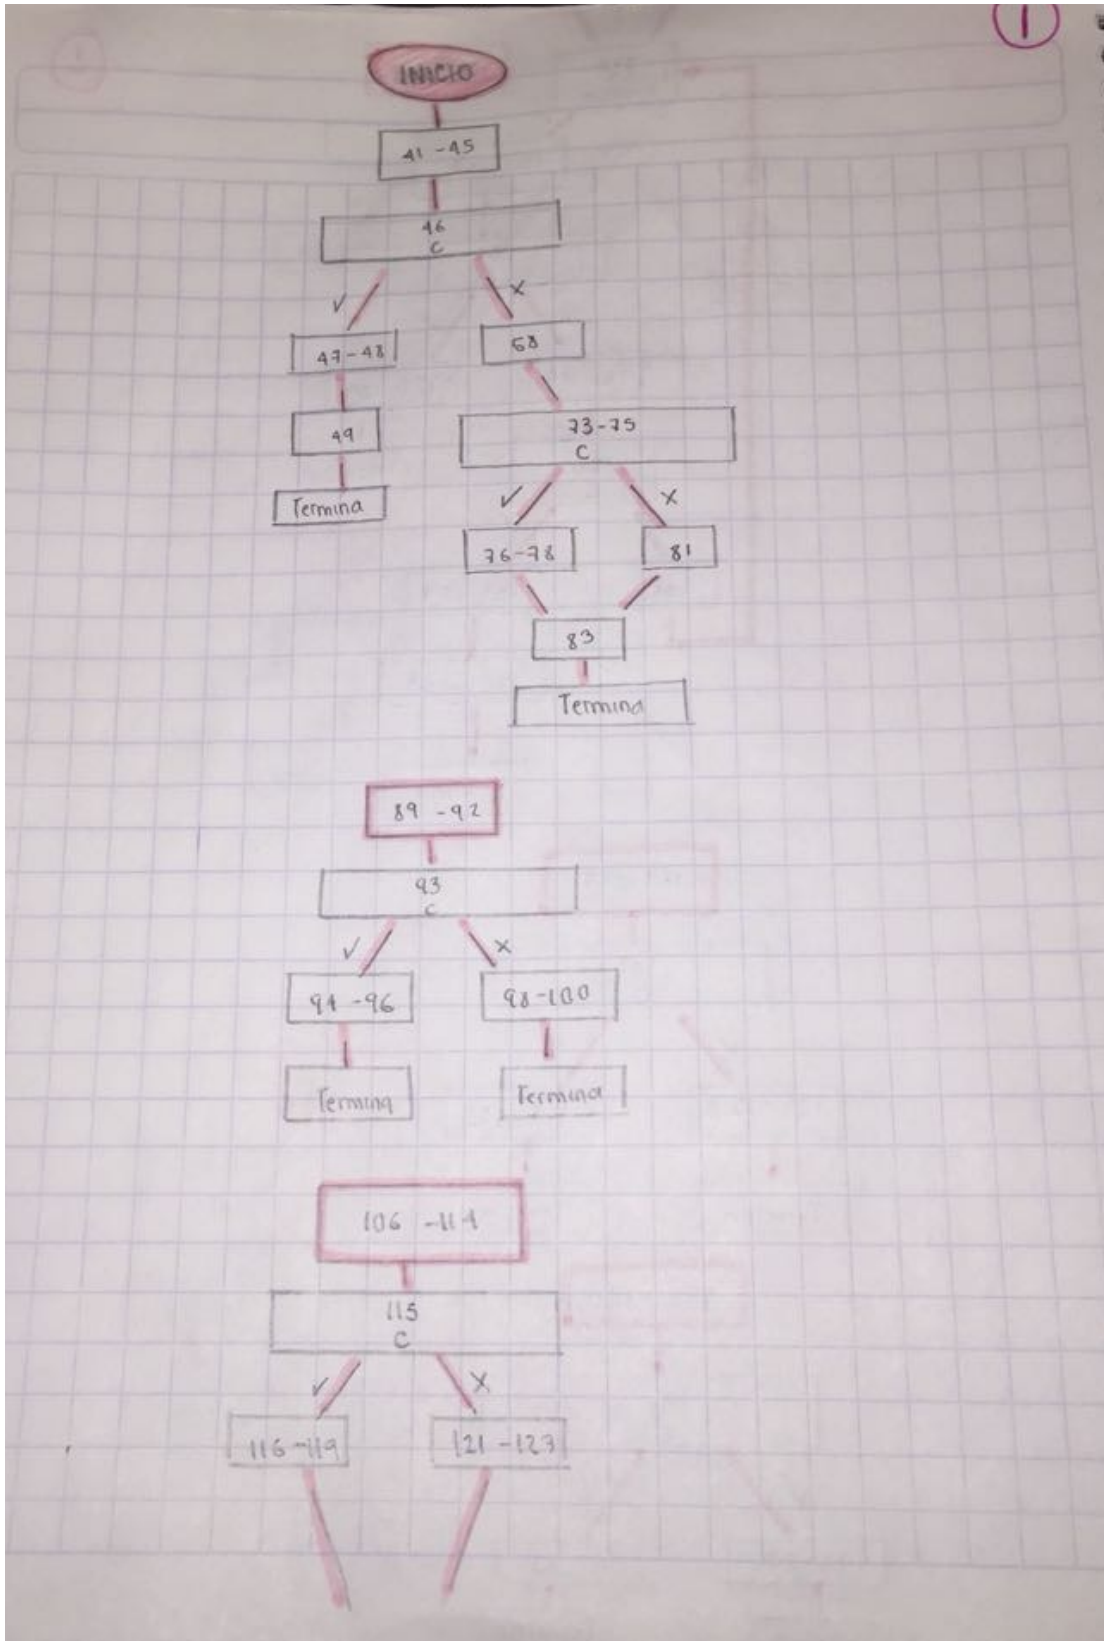 1
INICIO
41-45
46
C
✓ x
47-48 68
49 73-75
C
Termina ✓ x
76-78 81
83
Termina
89-92
93
C
✓ x
94-96 98-100
Termina Termina
106-114
115
C
✓ x
116-119 121-123